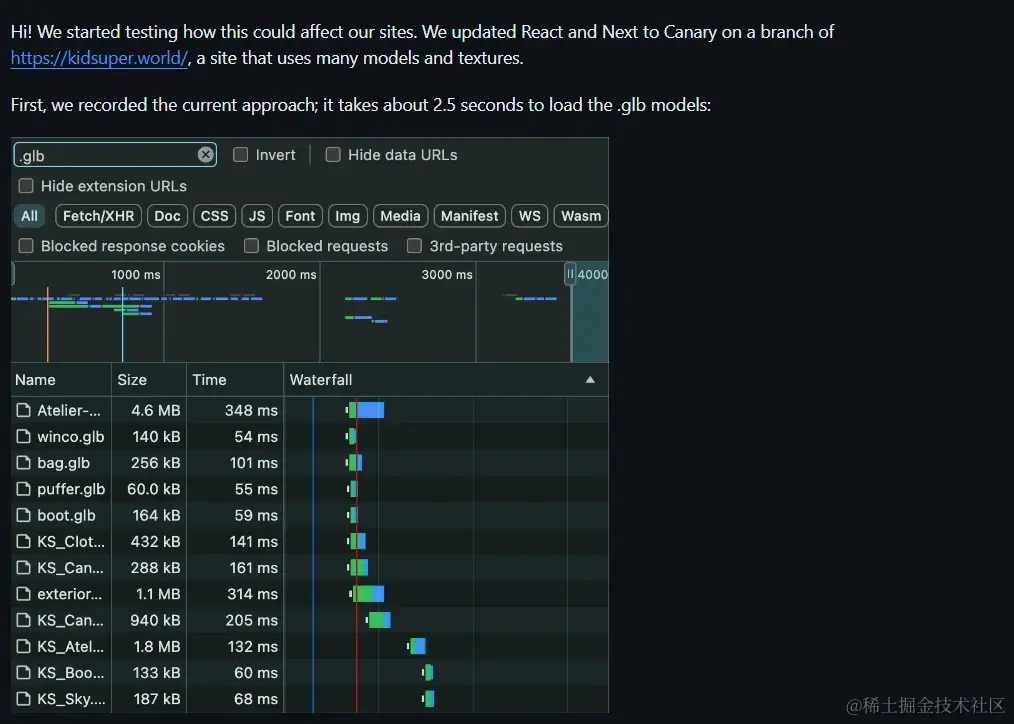 Hi! We started testing how this could affect our sites. We updated React and Next to Canary on a branch of
https://kidsuper.world/, a site that uses many models and textures.
First, we recorded the current approach; it takes about 2.5 seconds to load the .glb models:
.glb Invert Hide data URLs
Hide extension URLs
All Fetch/XHR Doc CSS JS Font Img Media Manifest WS Wasm
Blocked response cookies Blocked requests 3rd-party requests
1000 ms 2000 ms 3000 ms 4000
Name Size Time Waterfall
Atelier-... 4.6 MB 348 ms
winco.glb 140 kB 54 ms
bag.glb 256 kB 101 ms
puffer.glb 60.0 kB 55 ms
boot.glb 164 kB 59 ms
KS_Clot... 432 kB 141 ms
KS_Can... 288 kB 161 ms
exterior... 1.1 MB 314 ms
KS_Can... 940 kB 205 ms
KS_Atel... 1.8 MB 132 ms
KS_Boo... 133 kB 60 ms
KS_Sky.... 187 kB 68 ms
@稀土掘金技术社区